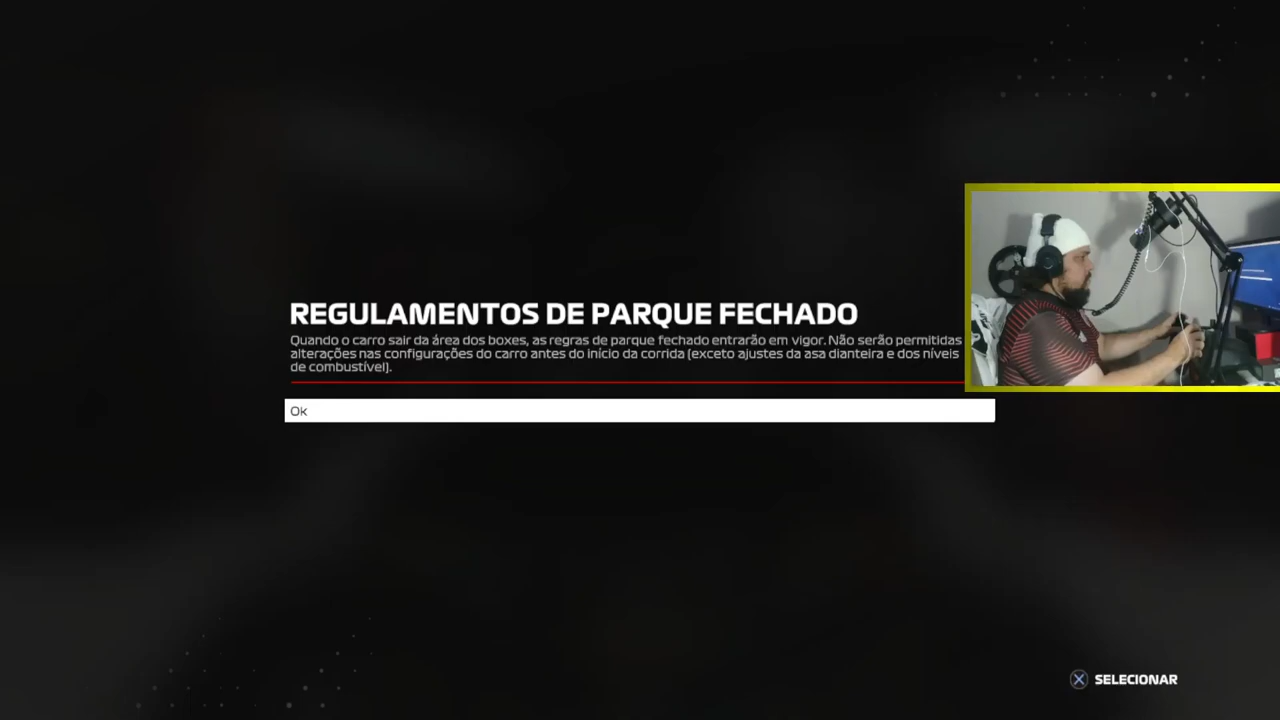 REGULAMENTOS DE PARQUE FECHADO
Quando o carro sair da área dos boxes, as regras de parque fechado entrarão em vigor. Não serão permitidas
alterações nas configurações do carro antes do início da corrida (exceto ajustes da asa dianteira e dos níveis
de combustível).
Ok
SELECIONAR